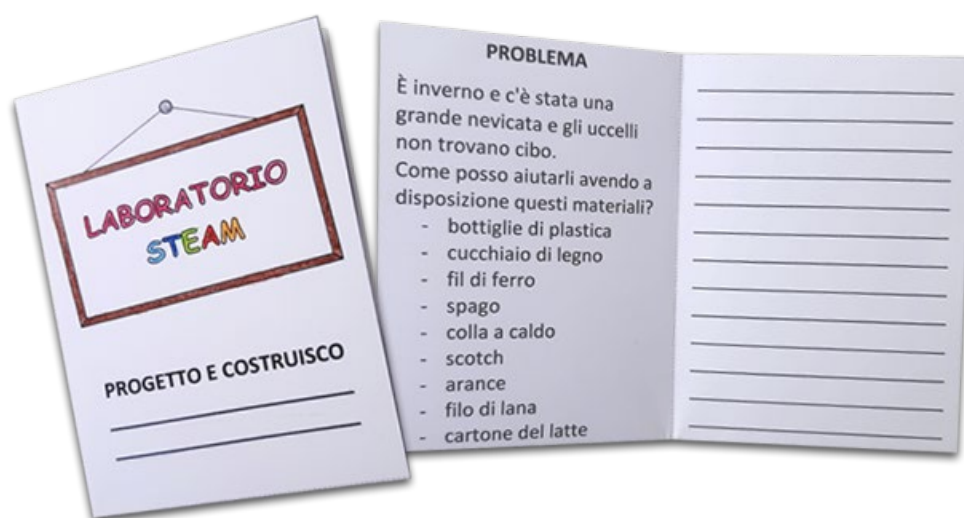 LABORATORIO
STEAM
PROGETTO E COSTRUISCO
PROBLEMA
È inverno e c'è stata una
grande nevicata e gli uccelli
non trovano cibo.
Come posso aiutarli avendo a
disposizione questi materiali?
- bottiglie di plastica
- cucchiaio di legno
- fil di ferro
- spago
- colla a caldo
- scotch
- arance
- filo di lana
- cartone del latte